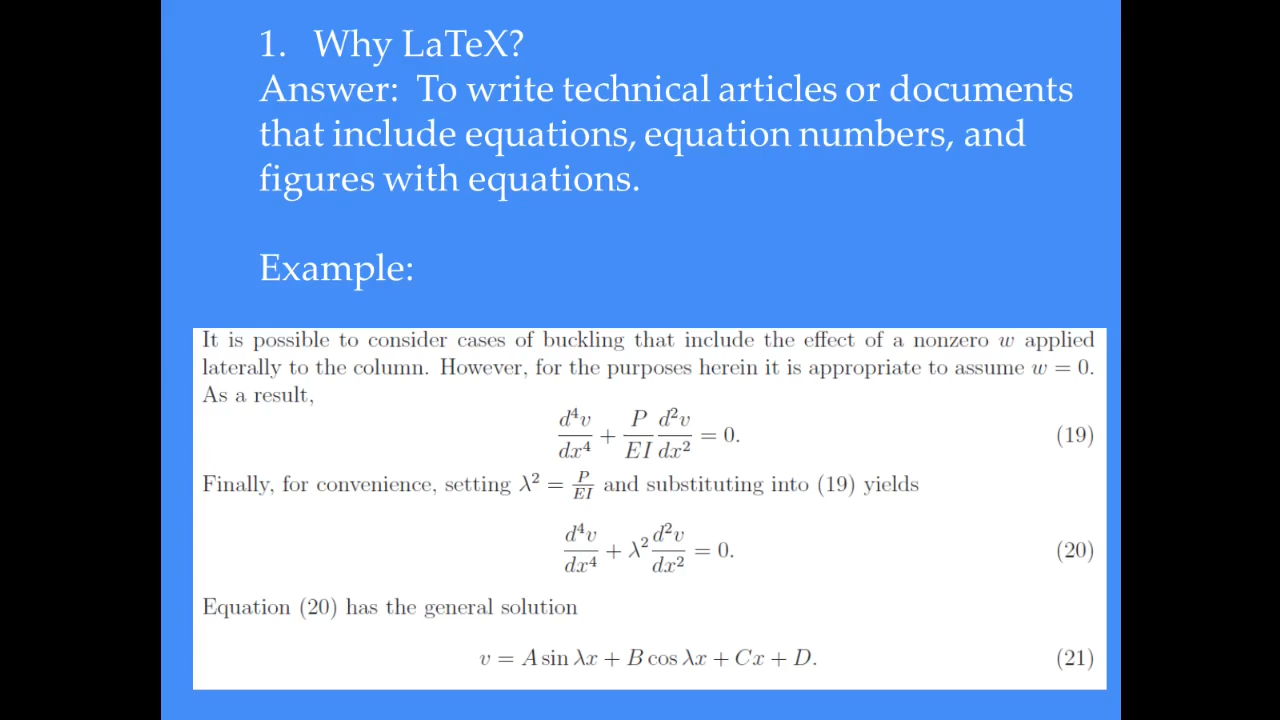 1. Why LaTeX?
Answer: To write technical articles or documents
that include equations, equation numbers, and
figures with equations.
Example:
It is possible to consider cases of buckling that include the effect of a nonzero w applied
laterally to the column. However, for the purposes herein it is appropriate to assume w = 0.
As a result,
d⁴v/dx⁴ + P/EI d²v/dx² = 0. (19)
Finally, for convenience, setting λ² = P/EI and substituting into (19) yields
d⁴v/dx⁴ + λ² d²v/dx² = 0. (20)
Equation (20) has the general solution
v = A sin λx + B cos λx + Cx + D. (21)